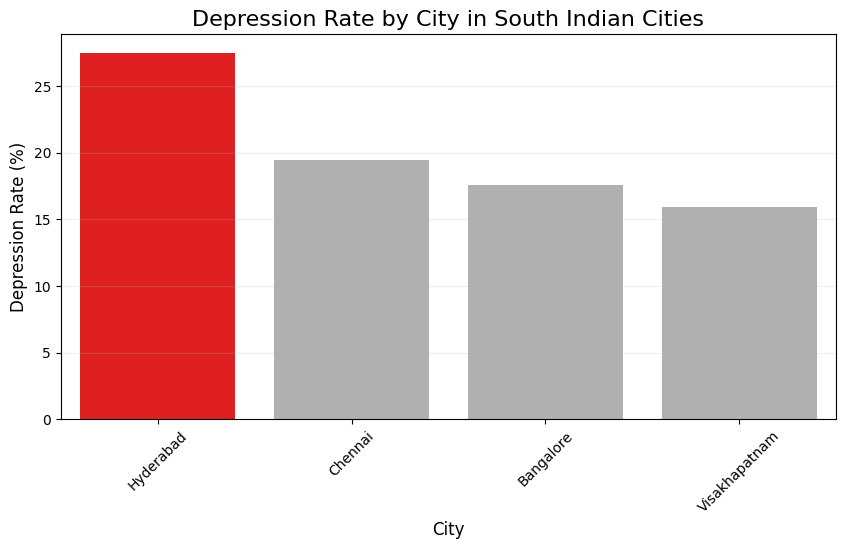 Depression Rate by City in South Indian Cities
Depression Rate (%)
25
20
15
10
5
0
Hyderabad
Chennai
Bangalore
Visakhapatnam
City